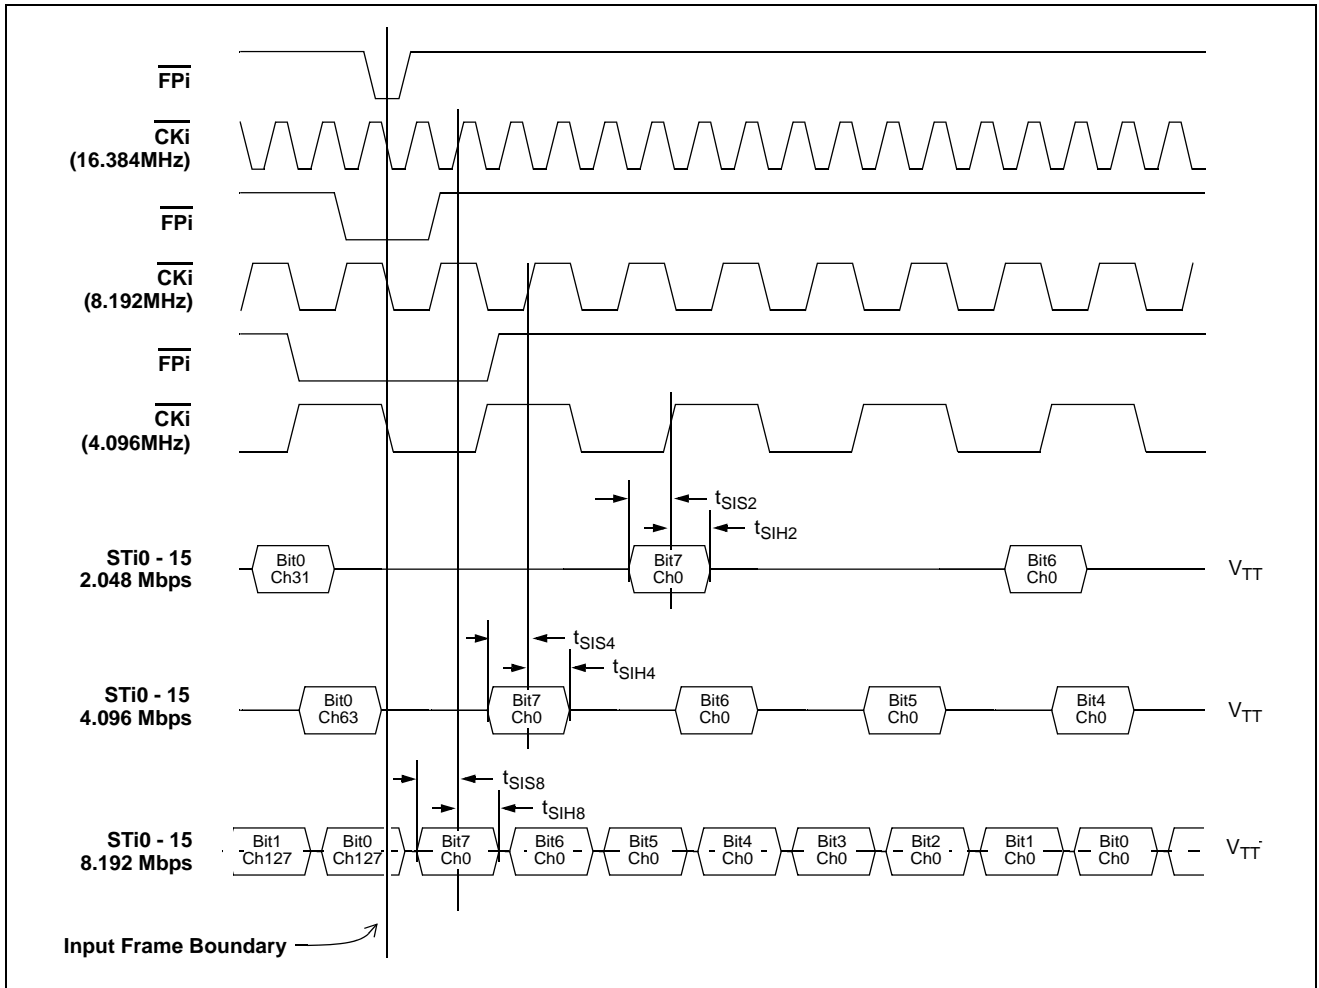 FPi
CKi
(16.384MHz)
FPi
CKi
(8.192MHz)
FPi
CKi
(4.096MHz)
tSIS2
tSIH2
STi0 - 15
2.048 Mbps
Bit0
Ch31
Bit7
Ch0
Bit6
Ch0
VTT
tSIS4
tSIH4
STi0 - 15
4.096 Mbps
Bit0
Ch63
Bit7
Ch0
Bit6
Ch0
Bit5
Ch0
Bit4
Ch0
VTT
tSIS8
tSIH8
STi0 - 15
8.192 Mbps
Bit1
Ch127
Bit0
Ch127
Bit7
Ch0
Bit6
Ch0
Bit5
Ch0
Bit4
Ch0
Bit3
Ch0
Bit2
Ch0
Bit1
Ch0
Bit0
Ch0
VTT
Input Frame Boundary